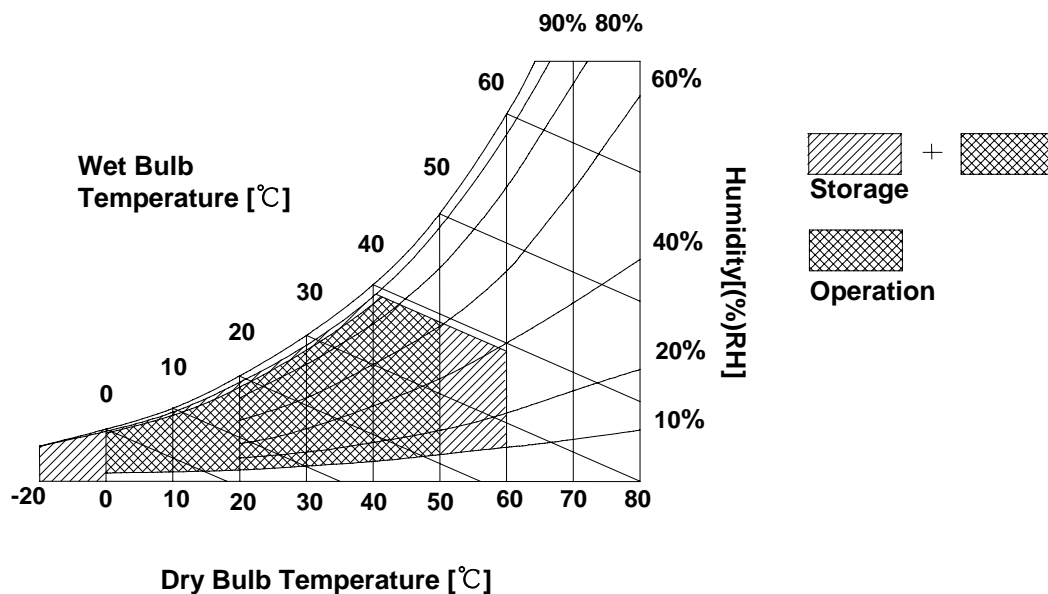 90% 80%
60
60%
50
Wet Bulb
Temperature [℃]
40
30
20
10
0
Humidity[(%)RH]
40%
20%
10%
-20 0 10 20 30 40 50 60 70 80
Dry Bulb Temperature [℃]
+
Storage
Operation